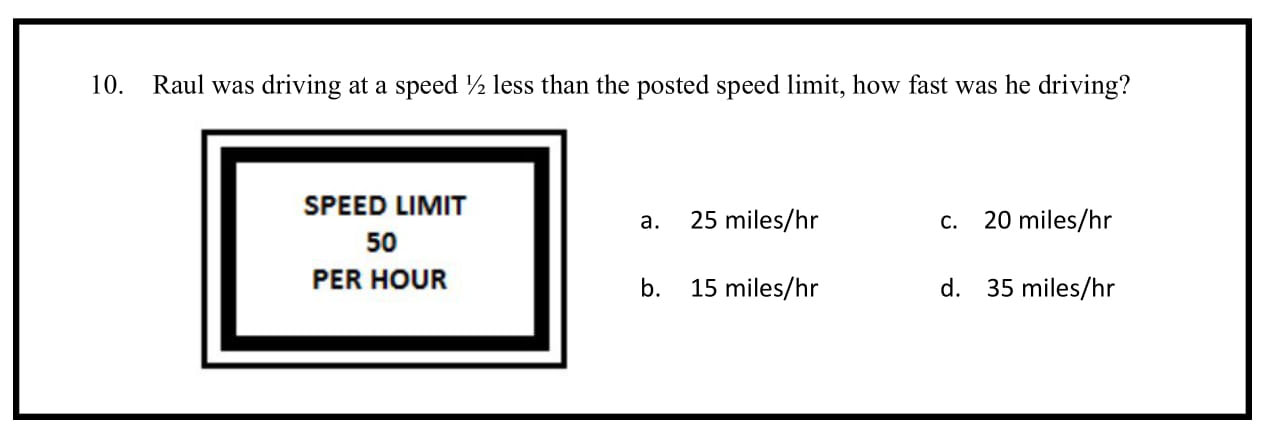 10. Raul was driving at a speed ½ less than the posted speed limit, how fast was he driving?
SPEED LIMIT
50
PER HOUR
a. 25 miles/hr
c. 20 miles/hr
b. 15 miles/hr
d. 35 miles/hr